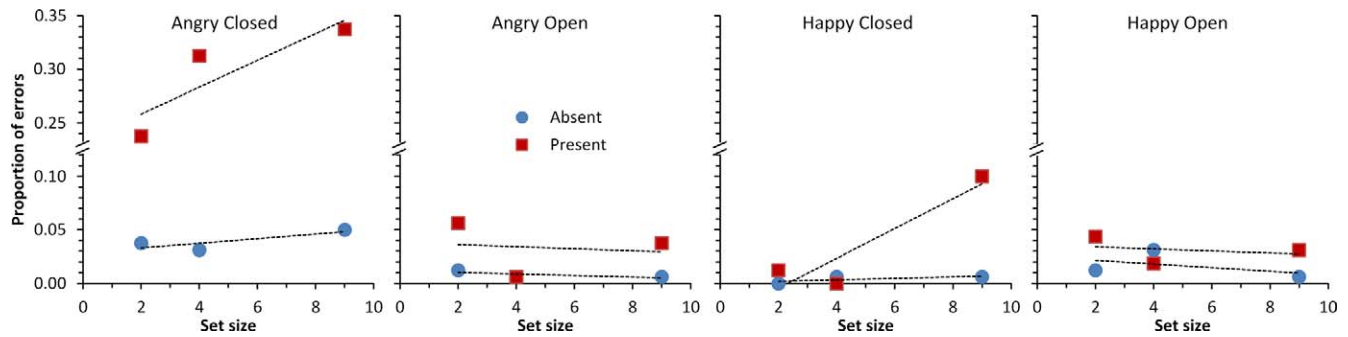 Angry Closed
Angry Open
Happy Closed
Happy Open
0.35
0.30
0.25
0.10
0.05
0.00
Proportion of errors
Absent
Present
0 2 4 6 8 10
0 2 4 6 8 10
0 2 4 6 8 10
0 2 4 6 8 10
Set size
Set size
Set size
Set size